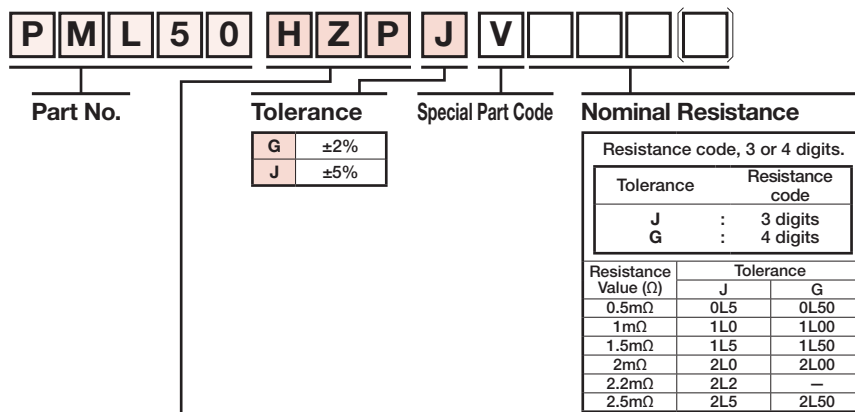 PML50 HZP J V
Part No. Tolerance Special Part Code Nominal Resistance
G ±2%
J ±5%
Resistance code, 3 or 4 digits.
Tolerance Resistance code
J : 3 digits
G : 4 digits
Resistance Value (Ω) Tolerance
J G
0.5mΩ 0L5 0L50
1mΩ 1L0 1L00
1.5mΩ 1L5 1L50
2mΩ 2L0 2L00
2.2mΩ 2L2 —
2.5mΩ 2L5 2L50